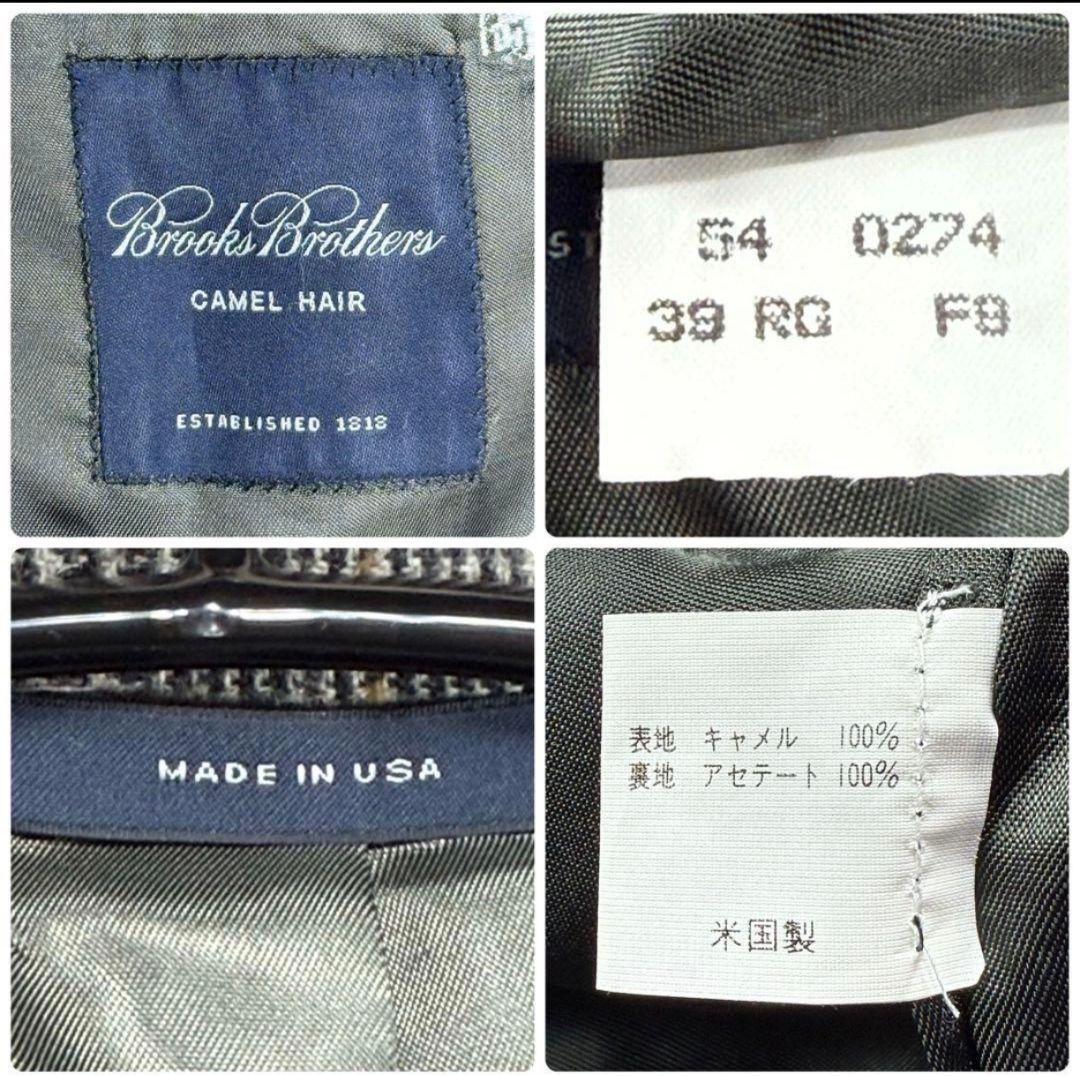 Brooks Brothers
CAMEL HAIR
ESTABLISHED 1818
ST
54 0274
39 RG F9
MADE IN USA
表地 キャメル 100%
裏地 アセテート 100%
米国製